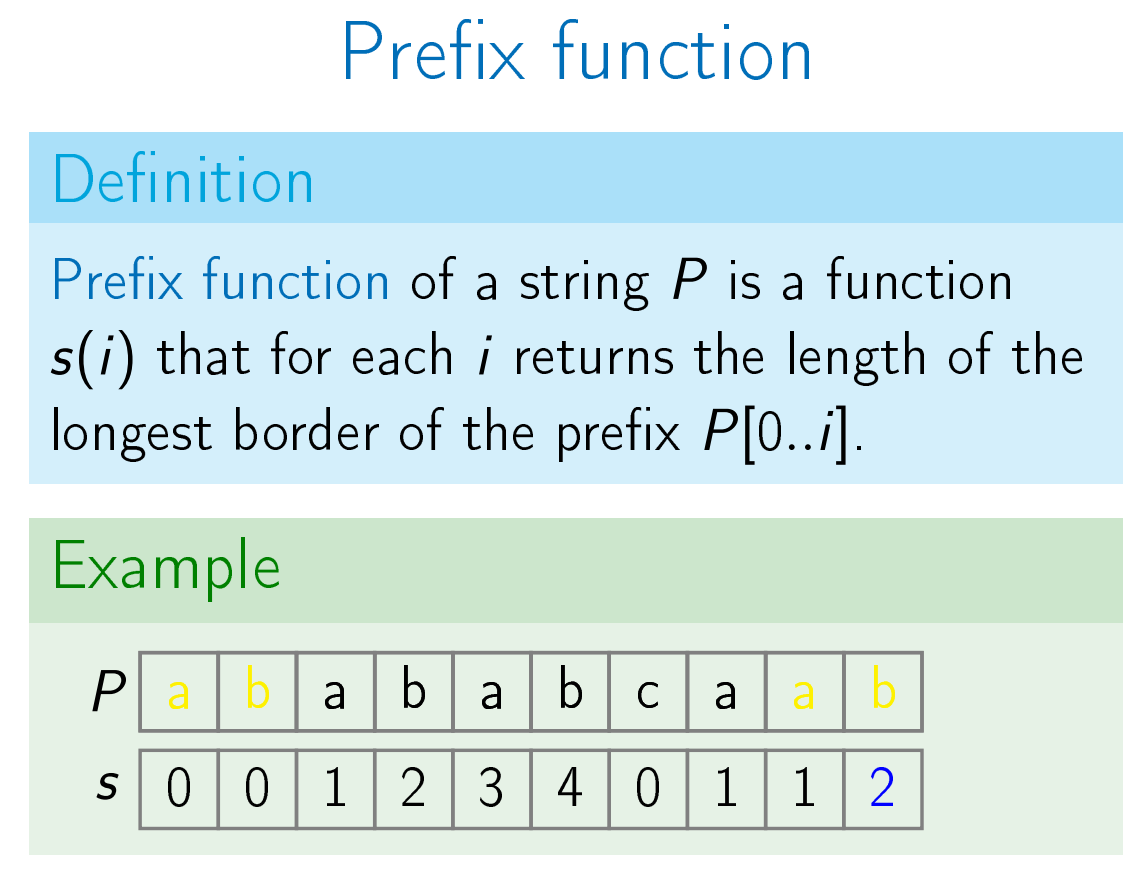 Prefix function
Definition
Prefix function of a string P is a function
s(i) that for each i returns the length of the
longest border of the prefix P[0..i].
Example
P a b a b a b c a a b
s 0 0 1 2 3 4 0 1 1 2